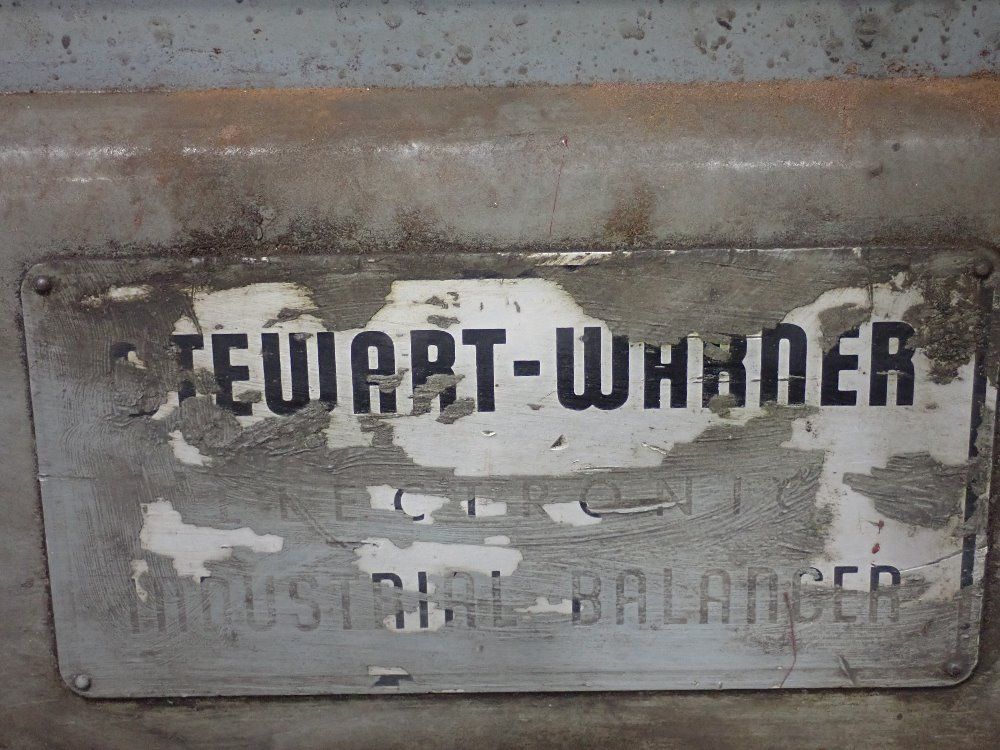 STEWART-WARNER
ELECTRONIC
INDUSTRIAL BALANCER